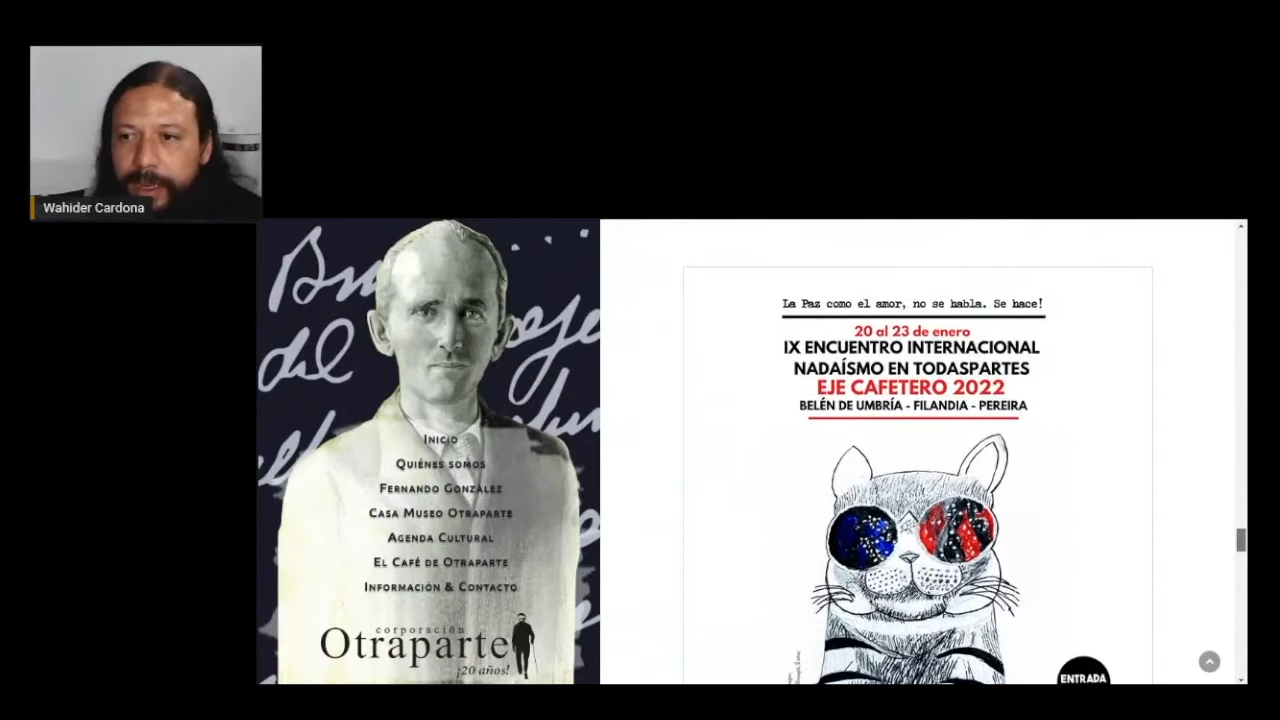 Wahider Cardona
INICIO
QUIÉNES SOMOS
FERNANDO GONZÁLEZ
CASA MUSEO OTRAPARTE
AGENDA CULTURAL
EL CAFÉ DE OTRAPARTE
INFORMACIÓN & CONTACTO
corporación
Otraparte
¡20 años!
La Paz como el amor, no se habla. Se hace!
20 al 23 de enero
IX ENCUENTRO INTERNACIONAL
NADAÍSMO EN TODASPARTES
EJE CAFETERO 2022
BELÉN DE UMBRÍA - FILANDIA - PEREIRA
ENTRADA